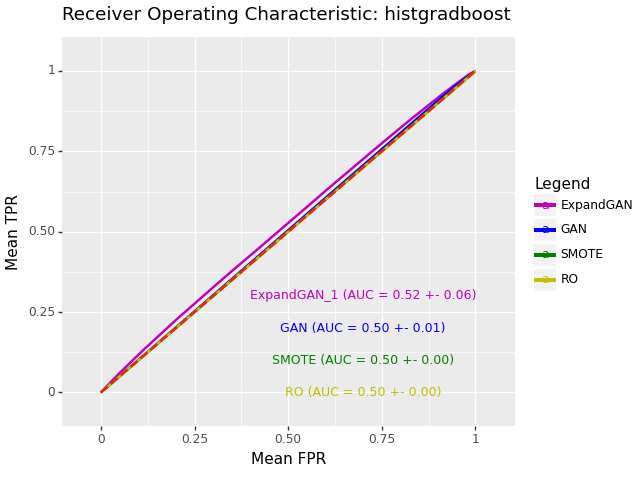 Receiver Operating Characteristic: histgradboost
1
0.75
0.50
0.25
0
Mean TPR
ExpandGAN_1 (AUC = 0.52 +- 0.06)
GAN (AUC = 0.50 +- 0.01)
SMOTE (AUC = 0.50 +- 0.00)
RO (AUC = 0.50 +- 0.00)
0 0.25 0.50 0.75 1
Mean FPR
Legend
a ExpandGAN
a GAN
a SMOTE
a RO